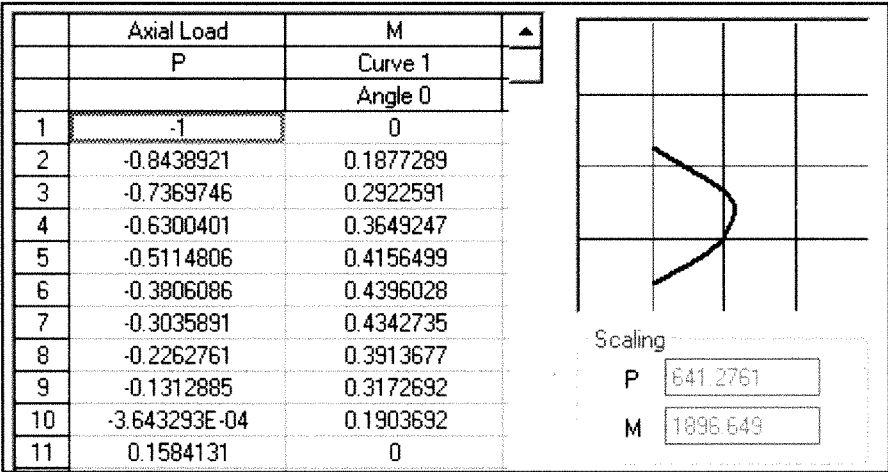 Axial Load M
P Curve 1
Angle 0
1 -1 0
2 -0.8438921 0.1877289
3 -0.7369746 0.2922591
4 -0.6300401 0.3649247
5 -0.5114806 0.4156499
6 -0.3806086 0.4396028
7 -0.3035891 0.4342735
8 -0.2262761 0.3913677
9 -0.1312885 0.3172692
10 -3.643293E-04 0.1903692
11 0.1584131 0
Scaling
P 641.2761
M 1896.649